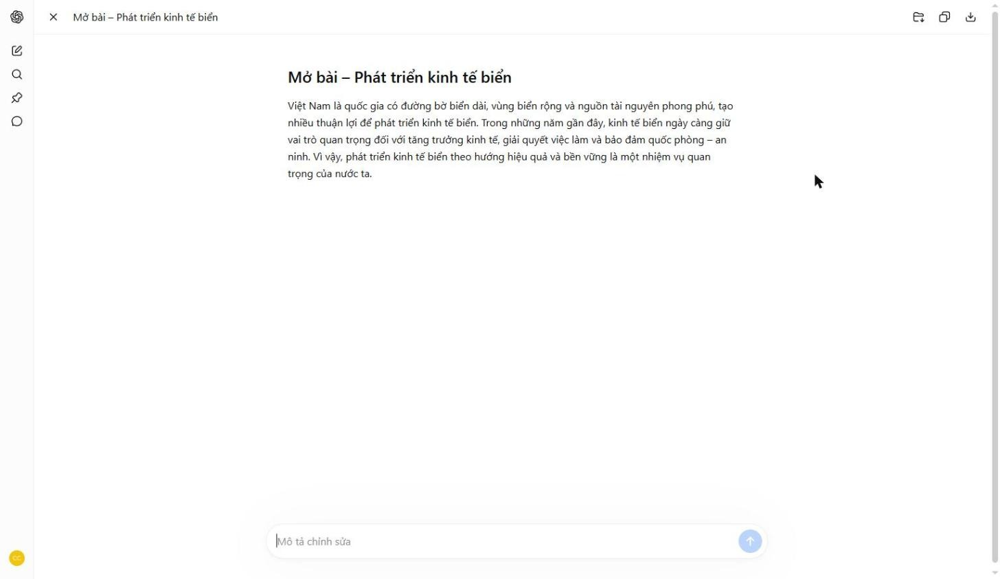 Mở bài – Phát triển kinh tế biển
Mở bài – Phát triển kinh tế biển
Việt Nam là quốc gia có đường bờ biển dài, vùng biển rộng và nguồn tài nguyên phong phú, tạo
nhiều thuận lợi để phát triển kinh tế biển. Trong những năm gần đây, kinh tế biển ngày càng giữ
vai trò quan trọng đối với tăng trưởng kinh tế, giải quyết việc làm và bảo đảm quốc phòng – an
ninh. Vì vậy, phát triển kinh tế biển theo hướng hiệu quả và bền vững là một nhiệm vụ quan
trọng của nước ta.
Mô tả chỉnh sửa
CC